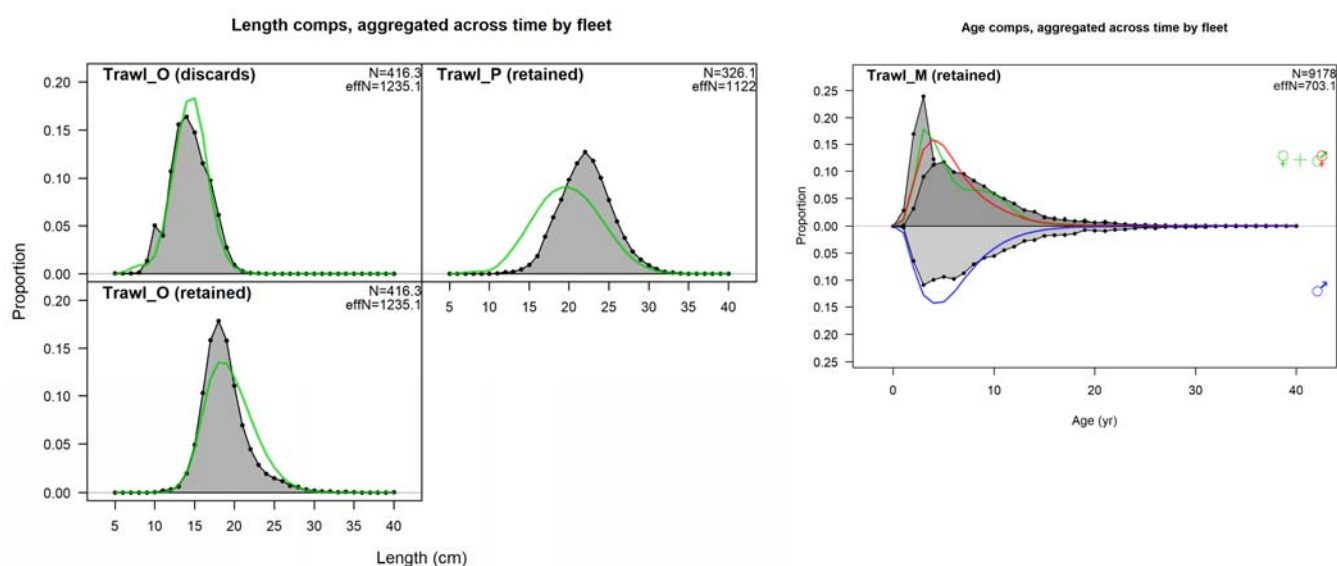 Length comps, aggregated across time by fleet
Trawl_O (discards)
N=416.3
effN=1235.1
Trawl_P (retained)
N=326.1
effN=1122
0.20
0.15
0.10
0.05
0.00
Trawl_O (retained)
N=416.3
effN=1235.1
0.20
0.15
0.10
0.05
0.00
Proportion
5 10 15 20 25 30 35 40
5 10 15 20 25 30 35 40
Length (cm)
Age comps, aggregated across time by fleet
Trawl_M (retained)
N=9178
effN=703.1
0.25
0.20
0.15
0.10
0.05
0.00
0.05
0.10
0.15
0.20
0.25
Proportion
♀+⚥
♂
0 10 20 30 40
Age (yr)